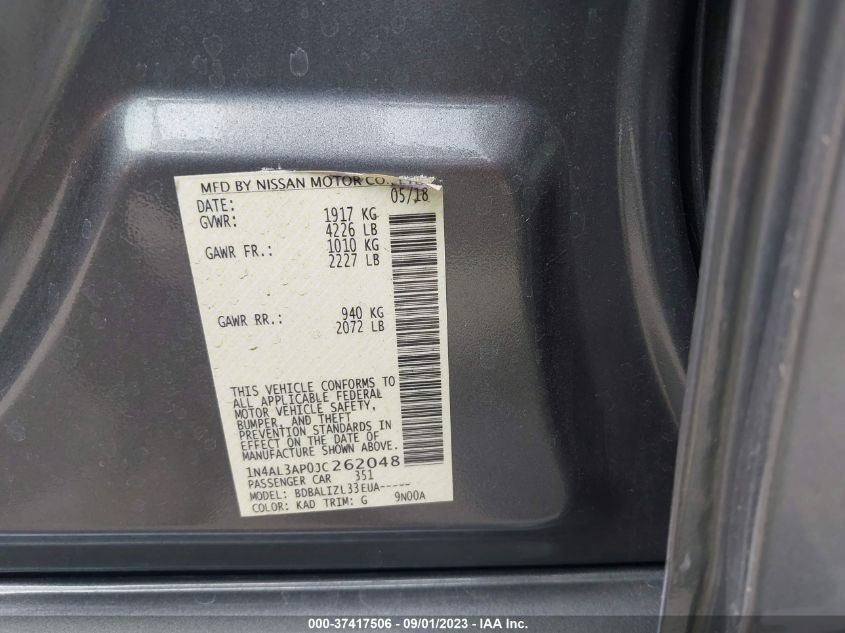 MFD BY NISSAN MOTOR CO.,
DATE: 05/18
GVWR: 1917 KG
4226 LB
GAWR FR.: 1010 KG
2227 LB
GAWR RR.: 940 KG
2072 LB
THIS VEHICLE CONFORMS TO
ALL APPLICABLE FEDERAL
MOTOR VEHICLE SAFETY,
BUMPER, AND THEFT
PREVENTION STANDARDS IN
EFFECT ON THE DATE OF
MANUFACTURE SHOWN ABOVE.
1N4AL3AP0JC262048
PASSENGER CAR 351
MODEL: BDBALIZL33EUA-----
COLOR: KAD TRIM: G 9N00A
000-37417506 - 09/01/2023 - IAA Inc.